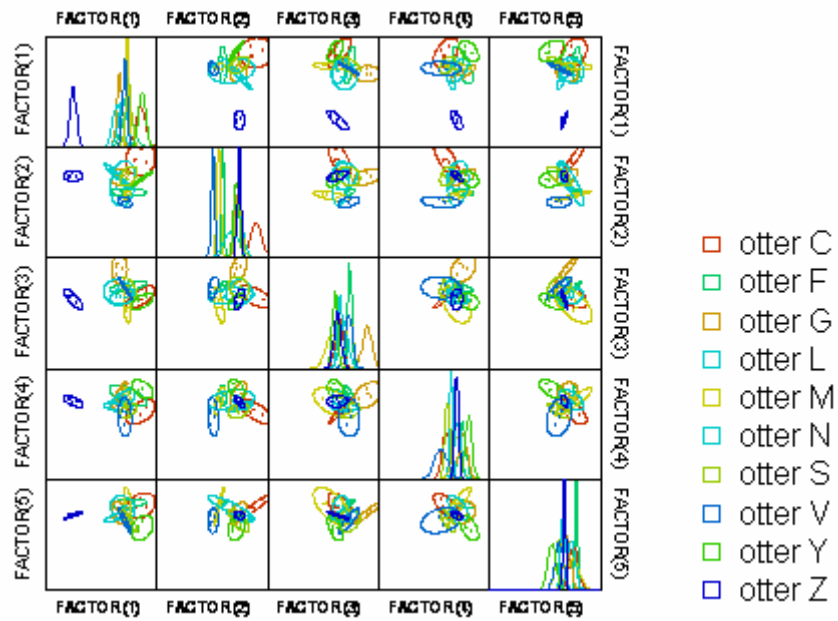 FACTOR(1) FACTOR(2) FACTOR(3) FACTOR(4) FACTOR(5)
FACTOR(1)
FACTOR(1)
FACTOR(2)
FACTOR(2)
FACTOR(3)
FACTOR(3)
FACTOR(4)
FACTOR(4)
FACTOR(5)
FACTOR(5)
FACTOR(1) FACTOR(2) FACTOR(3) FACTOR(4) FACTOR(5)
otter C
otter F
otter G
otter L
otter M
otter N
otter S
otter V
otter Y
otter Z